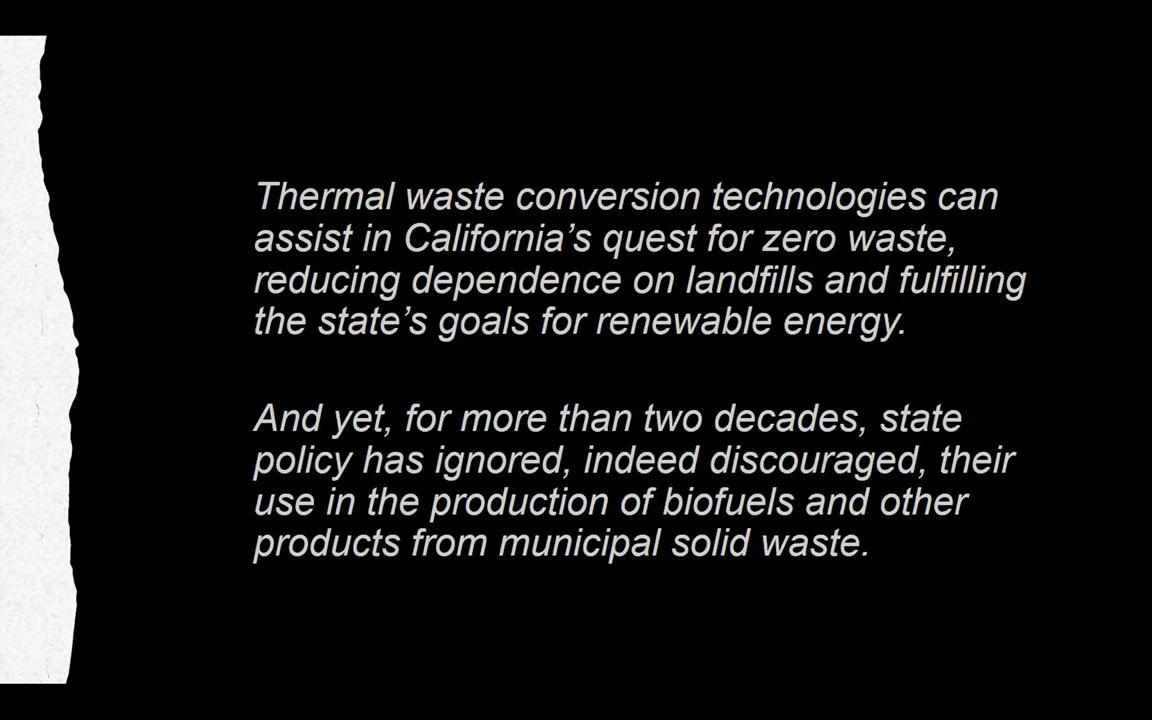 Thermal waste conversion technologies can
assist in California’s quest for zero waste,
reducing dependence on landfills and fulfilling
the state’s goals for renewable energy.
And yet, for more than two decades, state
policy has ignored, indeed discouraged, their
use in the production of biofuels and other
products from municipal solid waste.